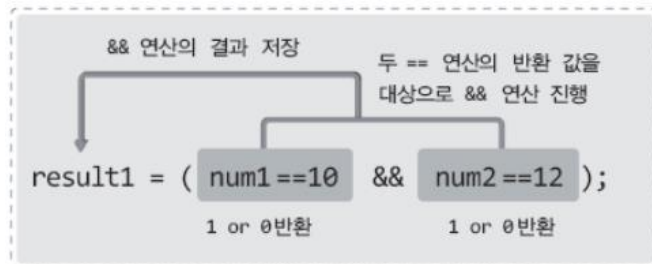 && 연산의 결과 저장
두 == 연산의 반환 값을
대상으로 && 연산 진행
result1 = ( num1==10 && num2==12 );
1 or 0반환 1 or 0반환